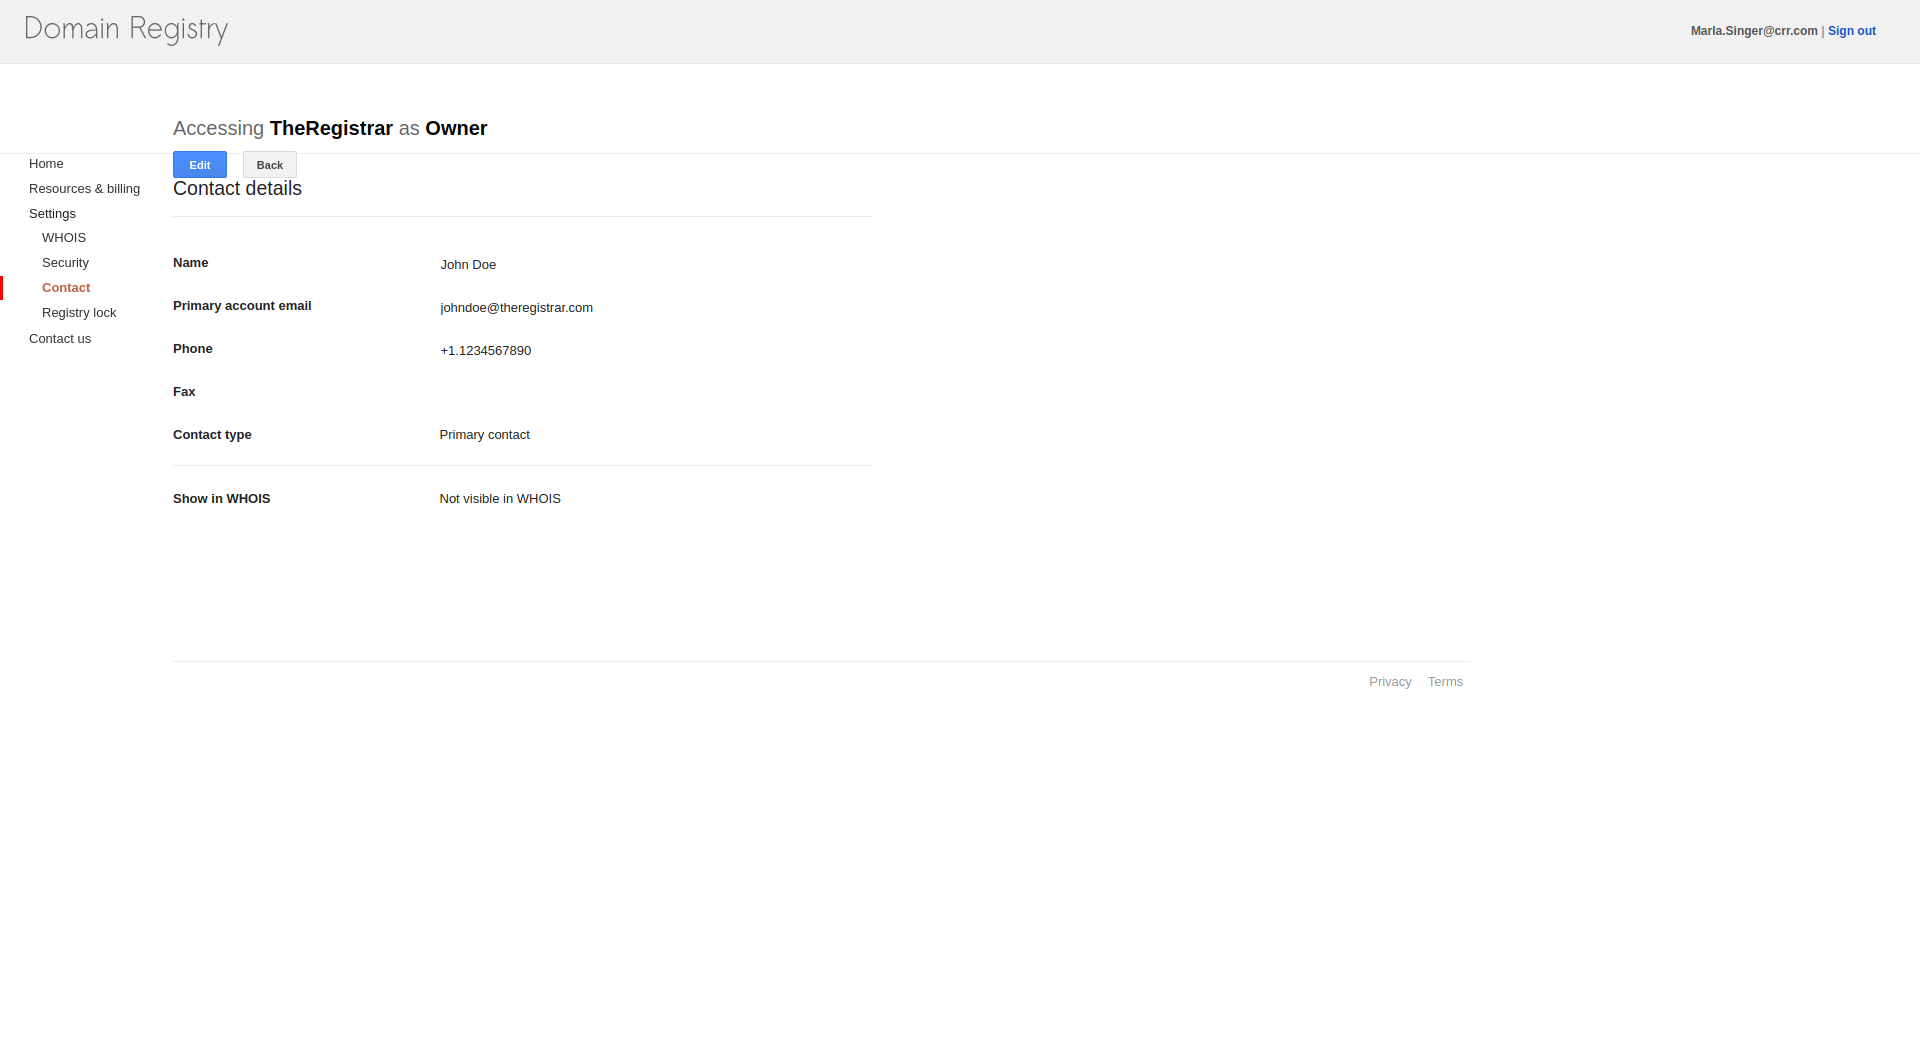 Domain Registry
Marla.Singer@crr.com | Sign out
Accessing TheRegistrar as Owner
Edit
Back
Home
Resources & billing
Settings
WHOIS
Security
Contact
Registry lock
Contact us
Contact details
Name John Doe
Primary account email johndoe@theregistrar.com
Phone +1.1234567890
Fax
Contact type Primary contact
Show in WHOIS Not visible in WHOIS
Privacy Terms